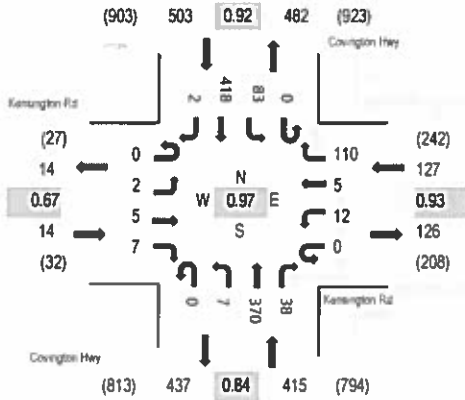 (903) 503 0.92 482 (923)
Covington Hwy
Kensington Rd
2 418 83 0
(27) 0 110 (242)
14 2 N 5 127
0.67 W 0.97 E 0.93
14 5 S 12 126
(32) 7 0 (208)
0 7 370 38
Kensington Rd
Covington Hwy
(813) 437 0.84 415 (794)